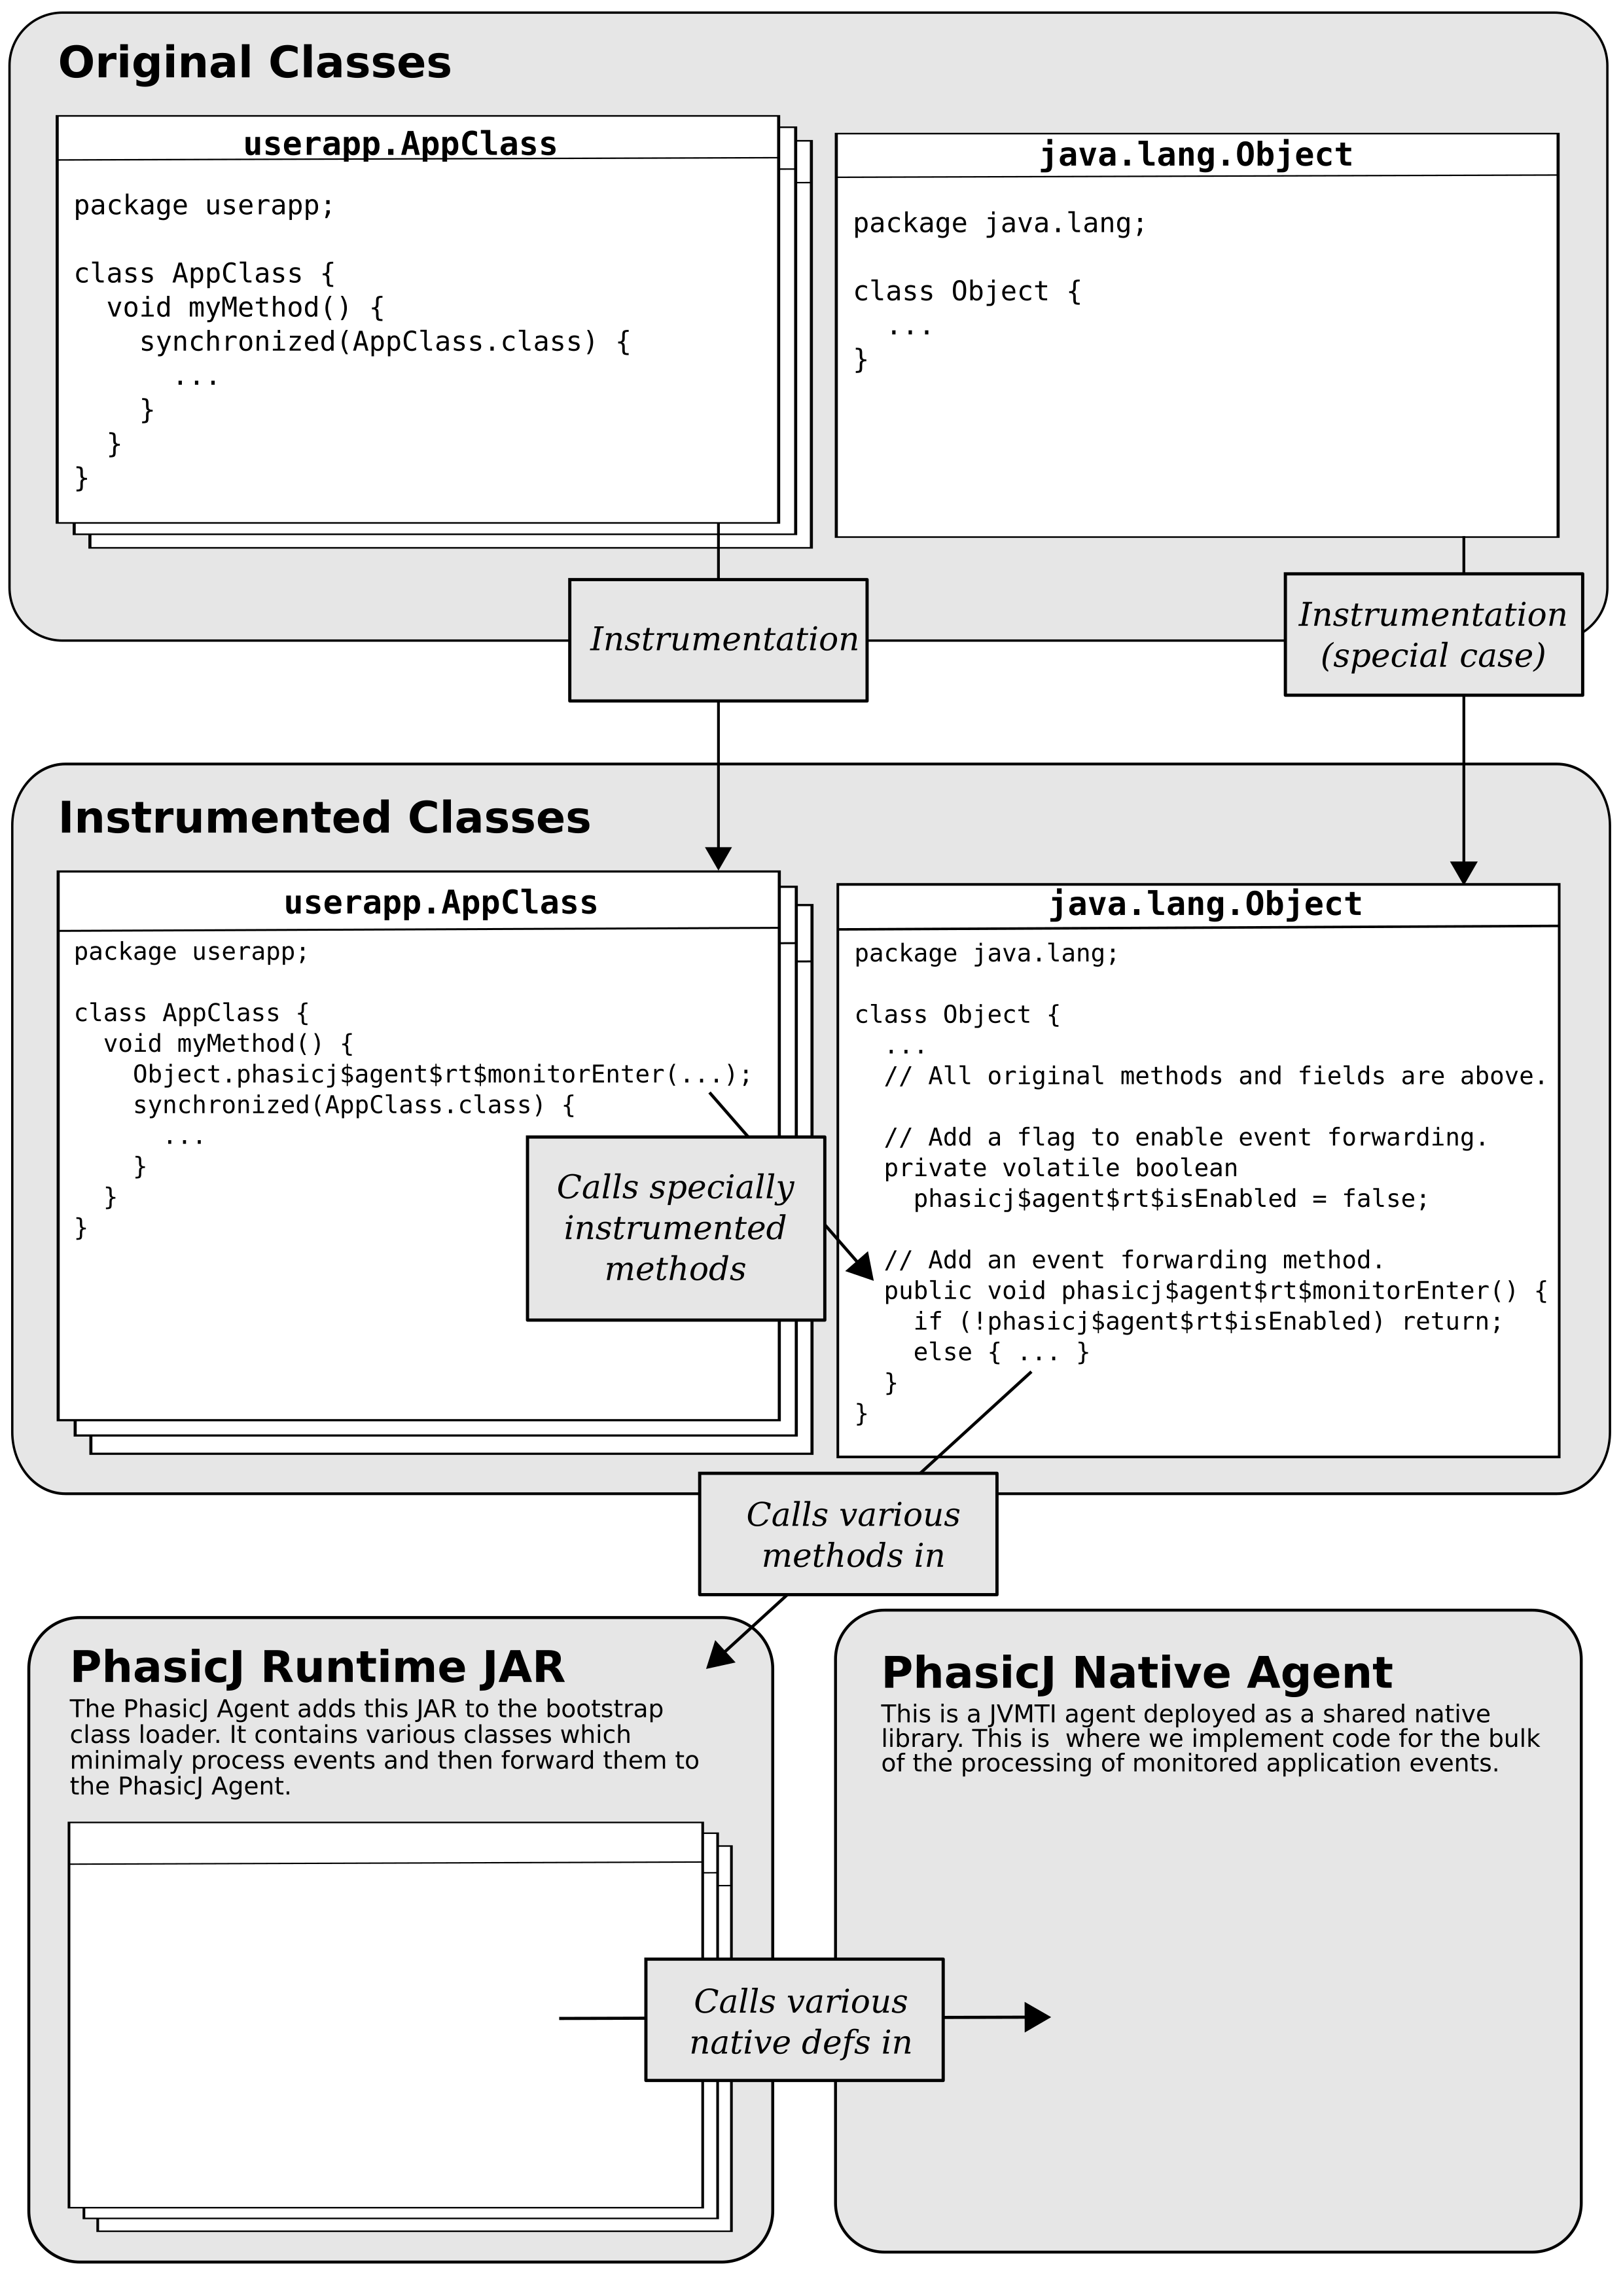 Original Classes
userapp.AppClass
package userapp;
class AppClass {
  void myMethod() {
    synchronized(AppClass.class) {
      ...
    }
  }
}
java.lang.Object
package java.lang;
class Object {
  ...
}
Instrumentation
Instrumentation
(special case)
Instrumented Classes
userapp.AppClass
package userapp;
class AppClass {
  void myMethod() {
    Object.phasicj$agent$rt$monitorEnter(...);
    synchronized(AppClass.class) {
      ...
    }
  }
}
Calls specially
instrumented
methods
java.lang.Object
package java.lang;
class Object {
  ...
  // All original methods and fields are above.
  // Add a flag to enable event forwarding.
  private volatile boolean
    phasicj$agent$rt$isEnabled = false;
  // Add an event forwarding method.
  public void phasicj$agent$rt$monitorEnter() {
    if (!phasicj$agent$rt$isEnabled) return;
    else { ... }
  }
}
Calls various
methods in
PhasicJ Runtime JAR
The PhasicJ Agent adds this JAR to the bootstrap
class loader. It contains various classes which
minimaly process events and then forward them to
the PhasicJ Agent.
PhasicJ Native Agent
This is a JVMTI agent deployed as a shared native
library. This is  where we implement code for the bulk
of the processing of monitored application events.
Calls various
native defs in